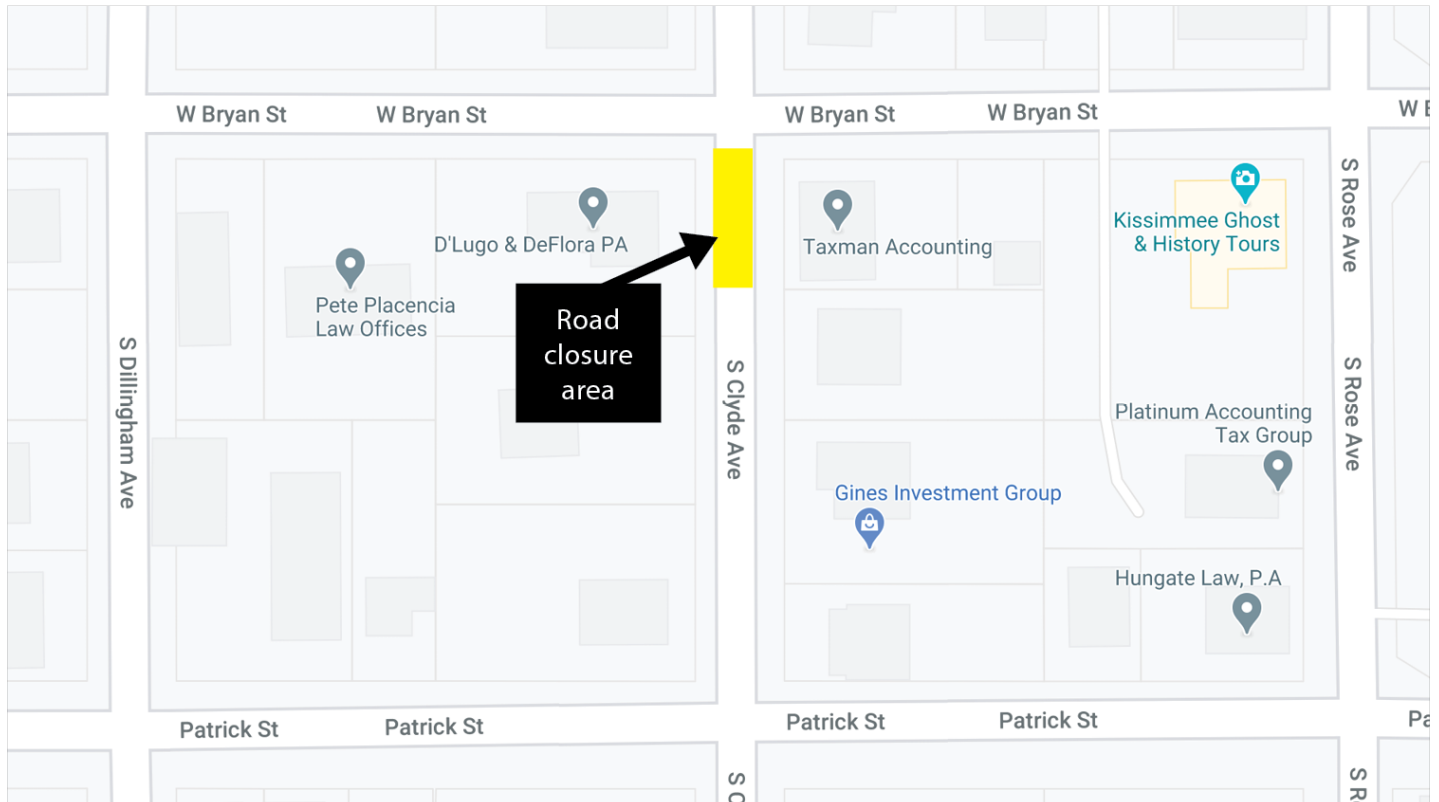 W Bryan St
W Bryan St
W Bryan St
W Bryan St
W B
S Rose Ave
Kissimmee Ghost
& History Tours
D'Lugo & DeFlora PA
Taxman Accounting
Pete Placencia
Law Offices
Road
closure
area
S Dillingham Ave
S Clyde Ave
S Rose Ave
Platinum Accounting
Tax Group
Gines Investment Group
Hungate Law, P.A
Patrick St
Patrick St
Patrick St
Patrick St
Pa
S C
S R